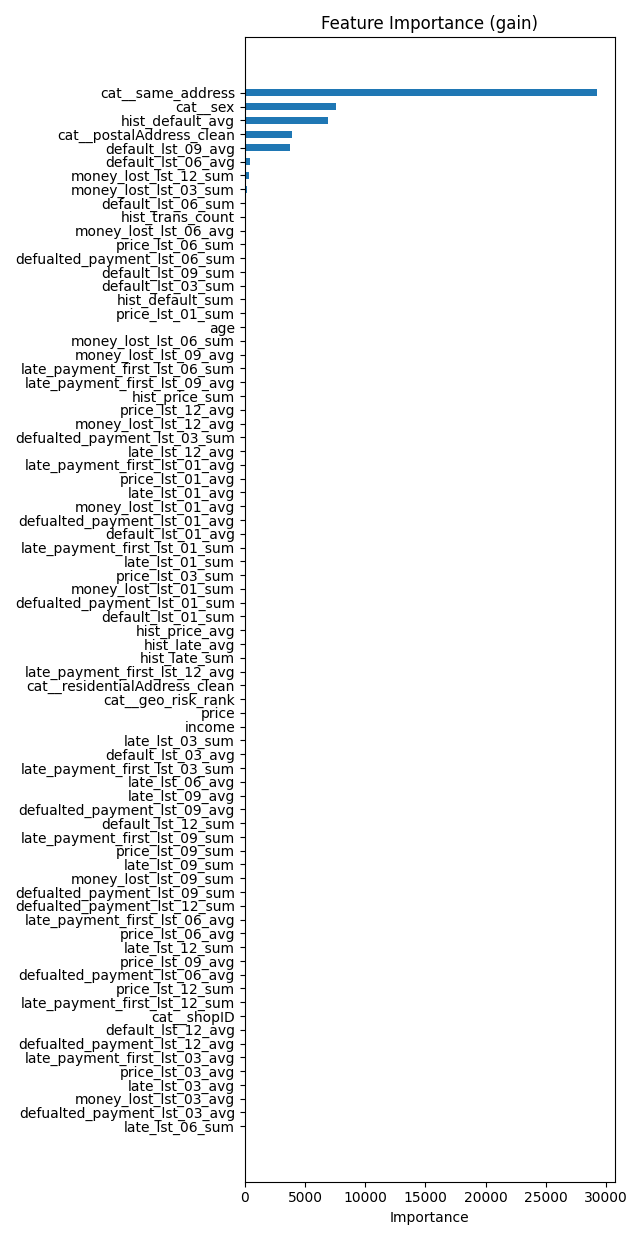 Feature Importance (gain)
cat__same_address
cat__sex
hist_default_avg
cat__postalAddress_clean
default_lst_09_avg
default_lst_06_avg
money_lost_lst_12_sum
money_lost_lst_03_sum
default_lst_06_sum
hist_trans_count
money_lost_lst_06_avg
price_lst_06_sum
defualted_payment_lst_06_sum
default_lst_09_sum
default_lst_03_sum
hist_default_sum
price_lst_01_sum
age
money_lost_lst_06_sum
money_lost_lst_09_avg
late_payment_first_lst_06_sum
late_payment_first_lst_09_avg
hist_price_sum
price_lst_12_avg
money_lost_lst_12_avg
defualted_payment_lst_03_sum
late_lst_12_avg
late_payment_first_lst_01_avg
price_lst_01_avg
late_lst_01_avg
money_lost_lst_01_avg
defualted_payment_lst_01_avg
default_lst_01_avg
late_payment_first_lst_01_sum
late_lst_01_sum
price_lst_03_sum
money_lost_lst_01_sum
defualted_payment_lst_01_sum
default_lst_01_sum
hist_price_avg
hist_late_avg
hist_late_sum
late_payment_first_lst_12_avg
cat__residentialAddress_clean
cat__geo_risk_rank
price
income
late_lst_03_sum
default_lst_03_avg
late_payment_first_lst_03_sum
late_lst_06_avg
late_lst_09_avg
defualted_payment_lst_09_avg
default_lst_12_sum
late_payment_first_lst_09_sum
price_lst_09_sum
late_lst_09_sum
money_lost_lst_09_sum
defualted_payment_lst_09_sum
defualted_payment_lst_12_sum
late_payment_first_lst_06_avg
price_lst_06_avg
late_lst_12_sum
price_lst_09_avg
defualted_payment_lst_06_avg
price_lst_12_sum
late_payment_first_lst_12_sum
cat__shopID
default_lst_12_avg
defualted_payment_lst_12_avg
late_payment_first_lst_03_avg
price_lst_03_avg
late_lst_03_avg
money_lost_lst_03_avg
defualted_payment_lst_03_avg
late_lst_06_sum
0 5000 10000 15000 20000 25000 30000
Importance